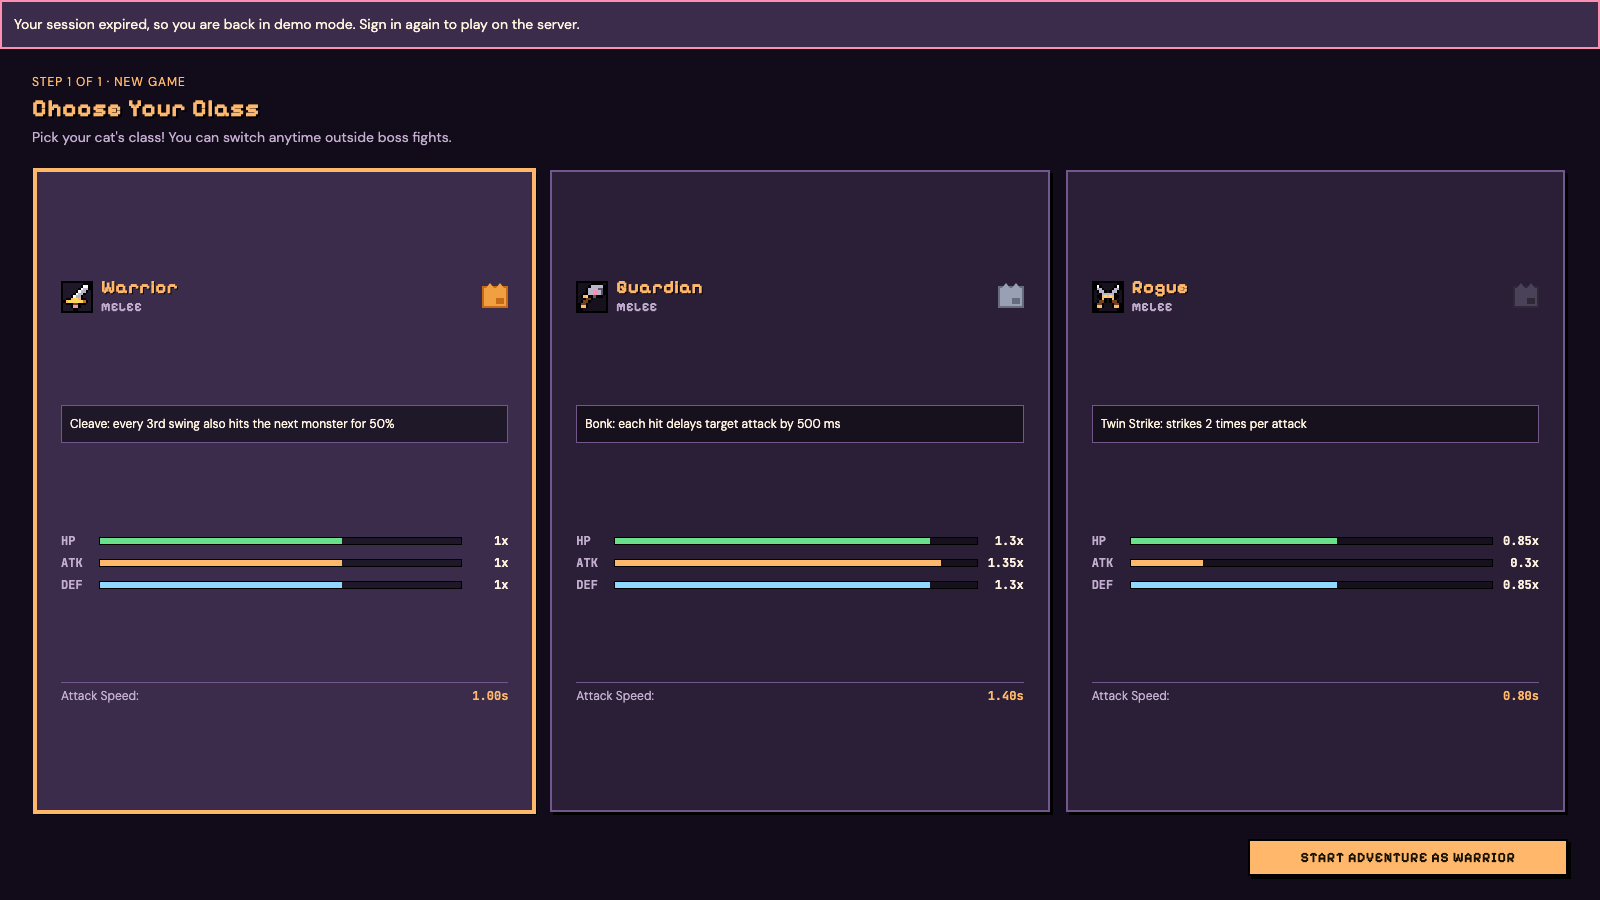 Your session expired, so you are back in demo mode. Sign in again to play on the server.
STEP 1 OF 1 · NEW GAME
Choose Your Class
Pick your cat's class! You can switch anytime outside boss fights.
Warrior
MELEE
Cleave: every 3rd swing also hits the next monster for 50%
HP 1x
ATK 1x
DEF 1x
Attack Speed: 1.00s
Guardian
MELEE
Bonk: each hit delays target attack by 500 ms
HP 1.3x
ATK 1.35x
DEF 1.3x
Attack Speed: 1.40s
Rogue
MELEE
Twin Strike: strikes 2 times per attack
HP 0.85x
ATK 0.3x
DEF 0.85x
Attack Speed: 0.80s
START ADVENTURE AS WARRIOR